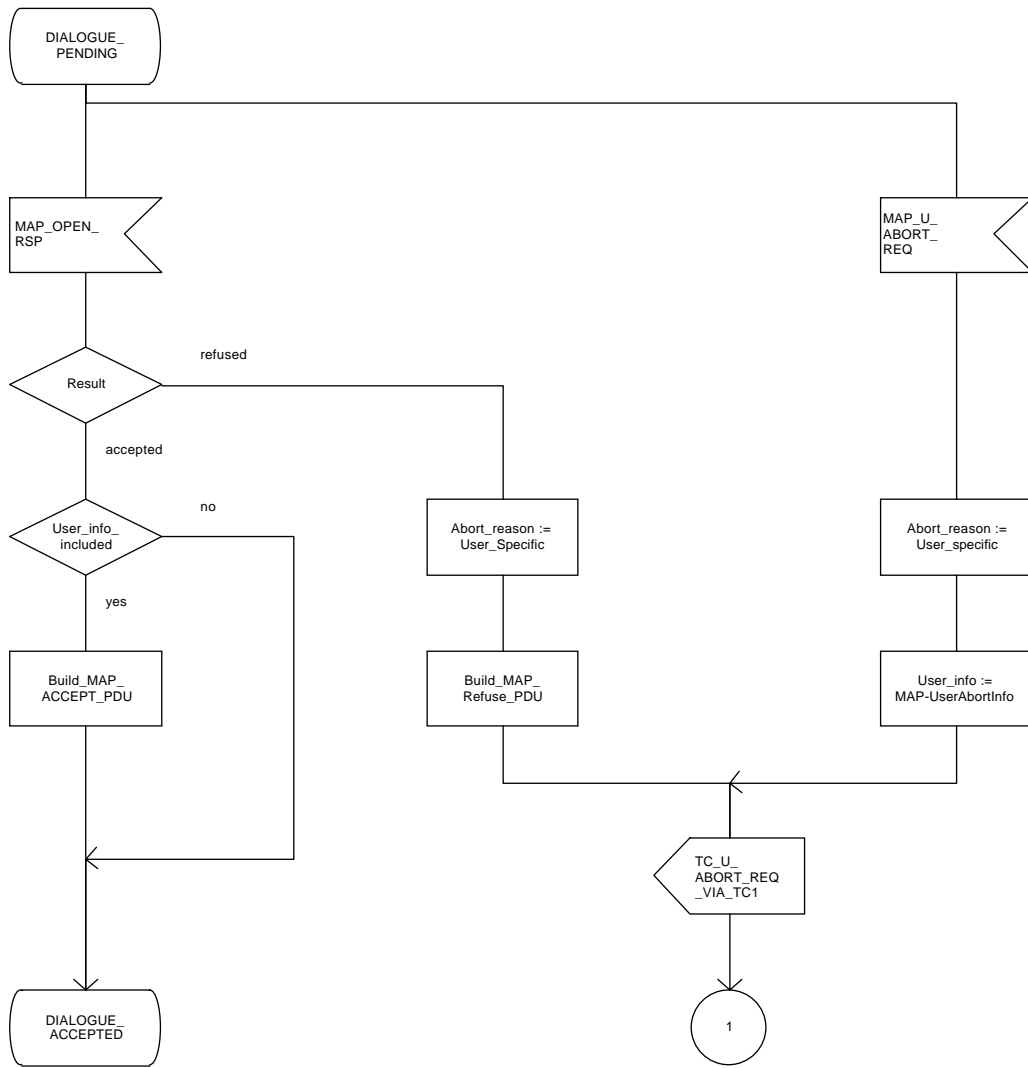 DIALOGUE_
PENDING
MAP_OPEN_
RSP
MAP_U_
ABORT_
REQ
Result
refused
accepted
User_info_
included
no
yes
Abort_reason :=
User_Specific
Abort_reason :=
User_specific
Build_MAP_
ACCEPT_PDU
Build_MAP_
Refuse_PDU
User_info :=
MAP-UserAbortInfo
TC_U_
ABORT_REQ
_VIA_TC1
DIALOGUE_
ACCEPTED
1